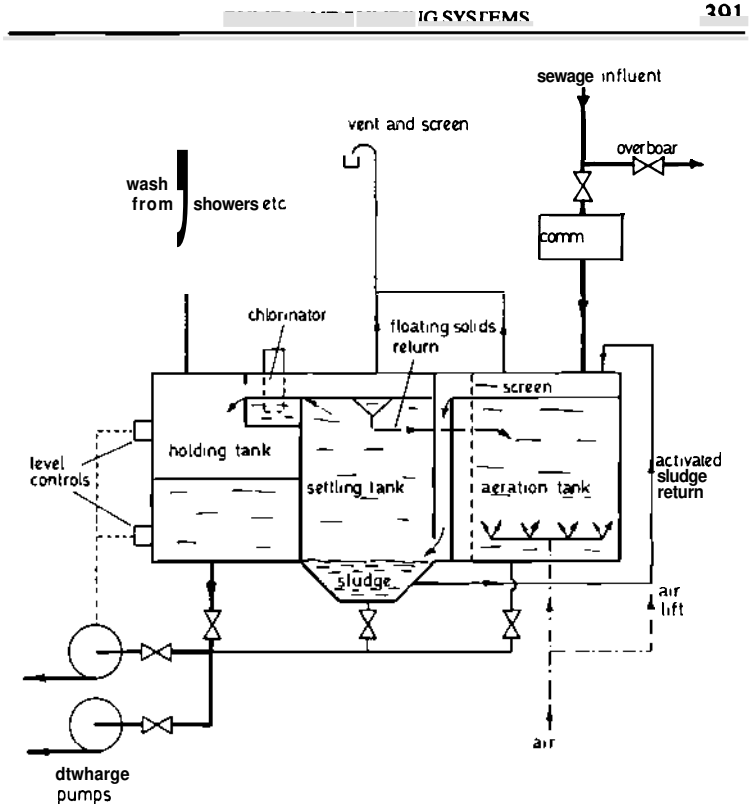 SYSTEMS
391
sewage influent
vent and screen
overboar
wash
from showers etc
comm
chlorinator
floating solids
return
screen
holding tank
level
controls
settling tank
aeration tank
activated
sludge
return
sludge
air
lift
air
dtwharge
pumps